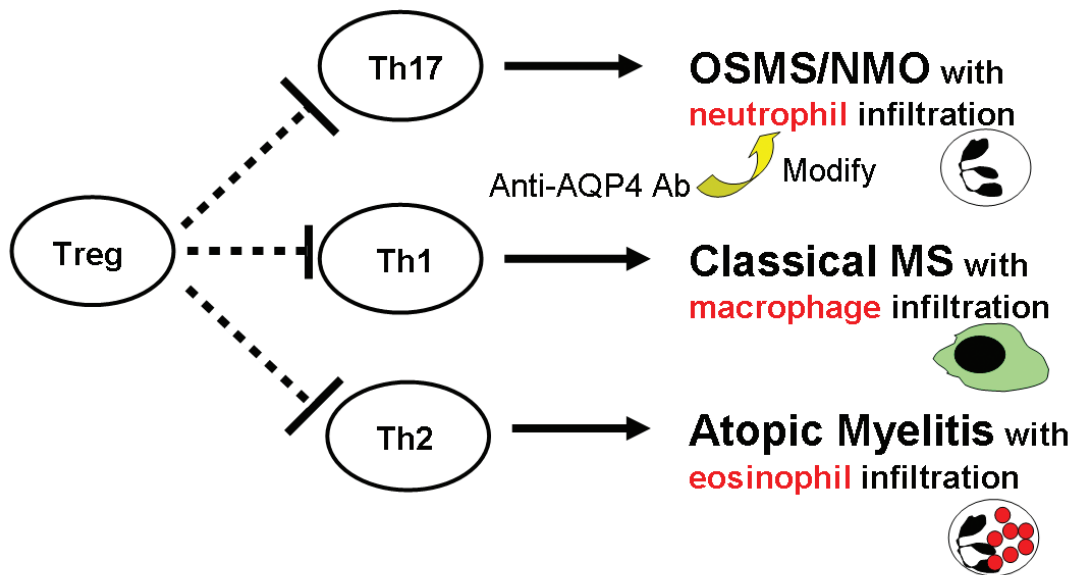 Th17
OSMS/NMO with
neutrophil infiltration
Anti-AQP4 Ab
Modify
Treg
Th1
Classical MS with
macrophage infiltration
Th2
Atopic Myelitis with
eosinophil infiltration